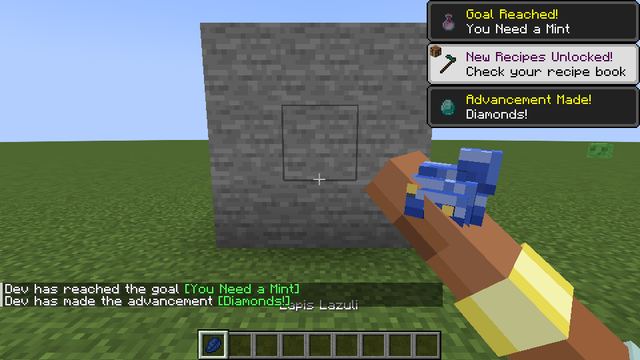 Goal Reached!
You Need a Mint
New Recipes Unlocked!
Check your recipe book
Advancement Made!
Diamonds!
Dev has reached the goal [You Need a Mint]
Dev has made the advancement [Diamonds!]
Lapis Lazuli